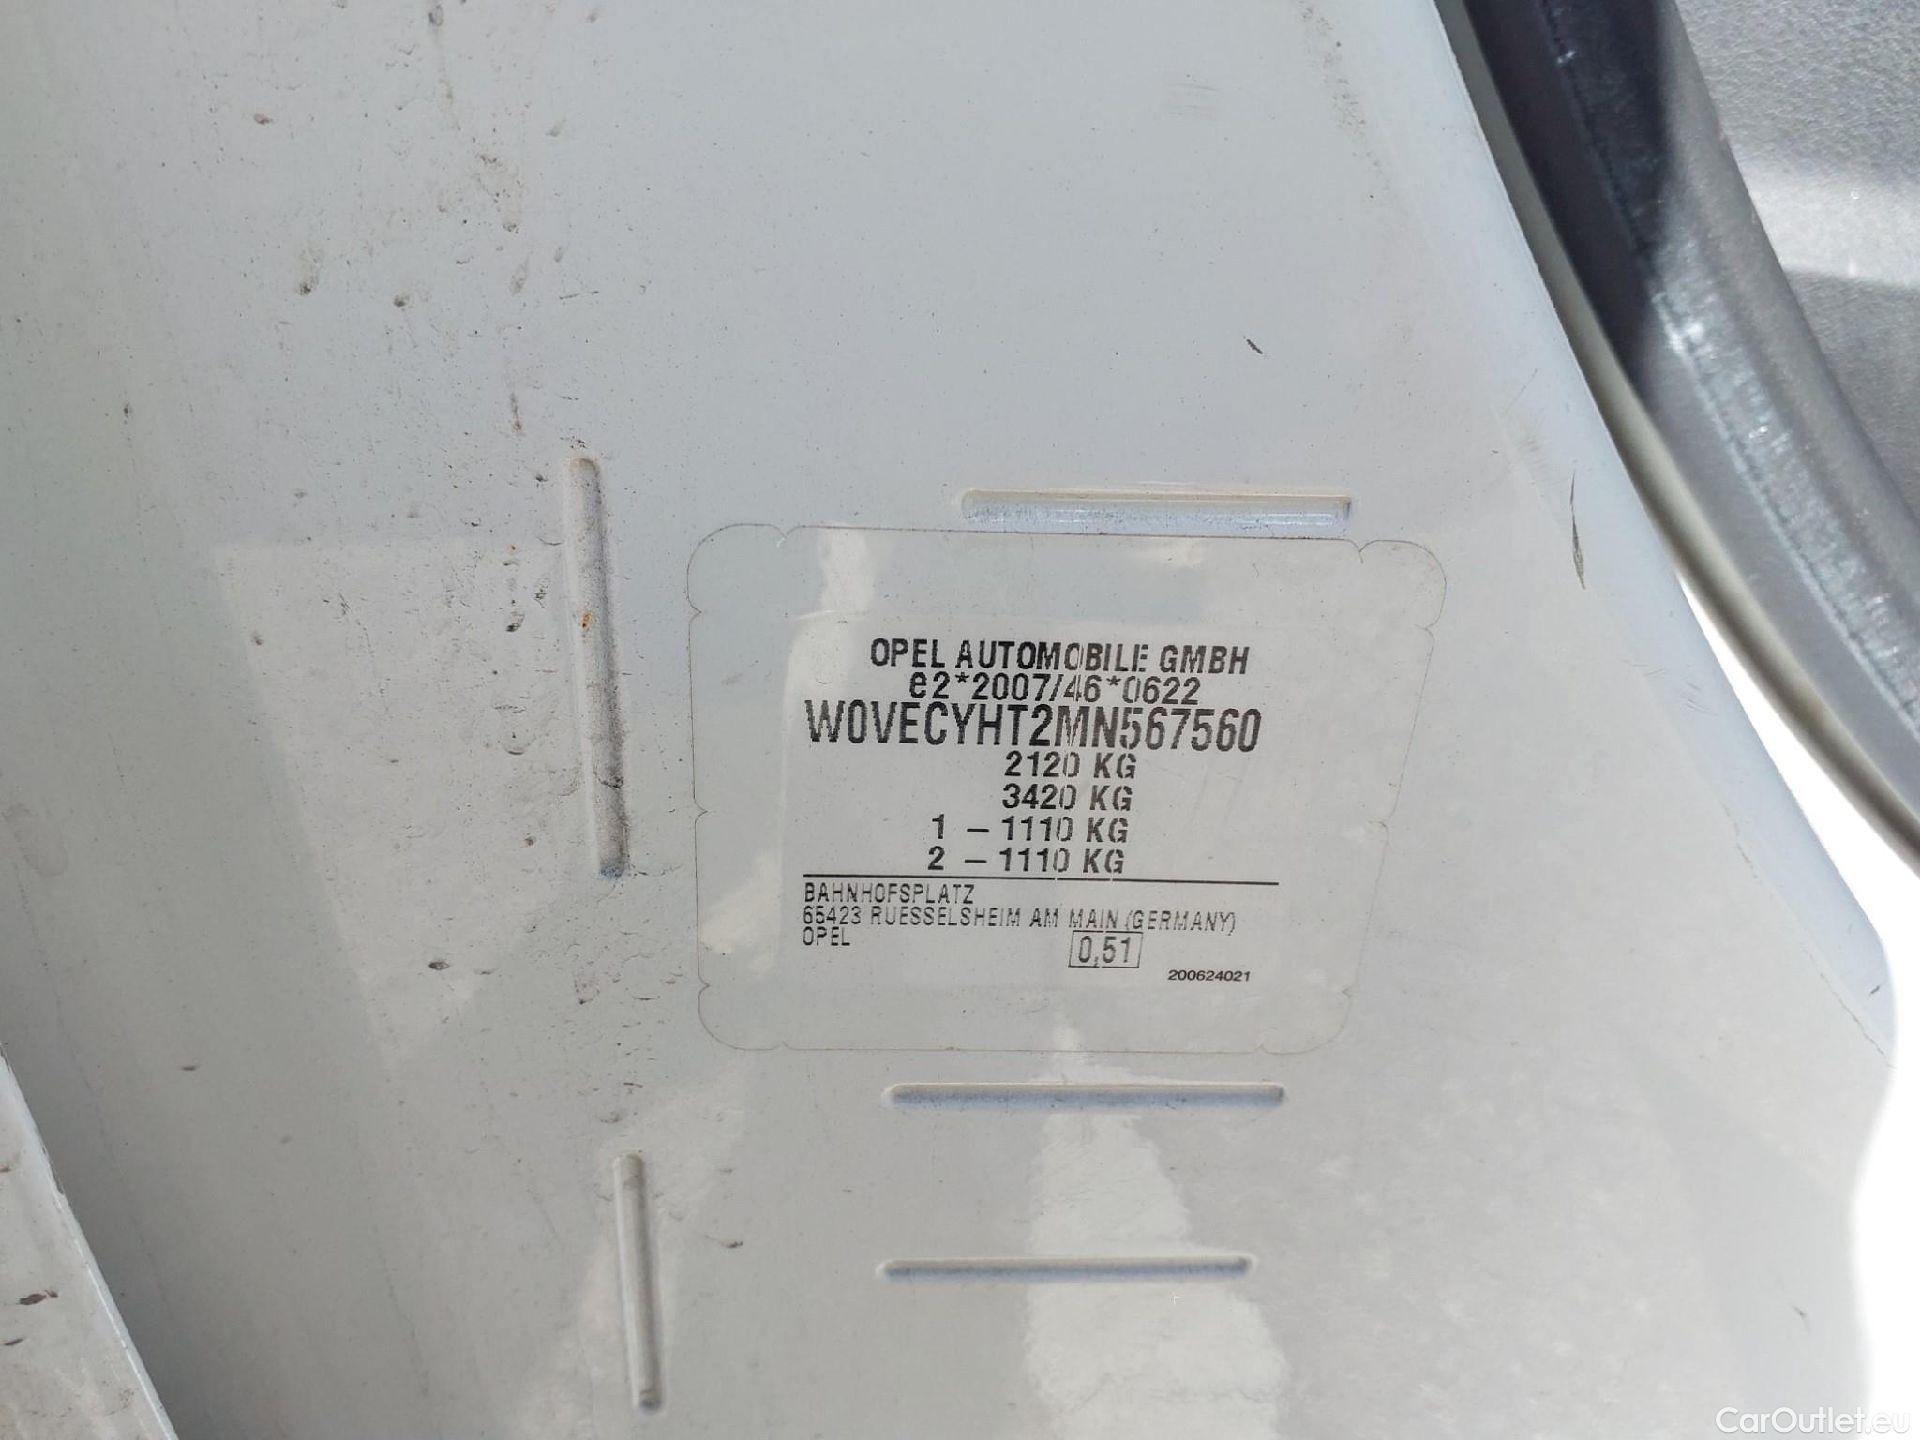 OPEL AUTOMOBILE GMBH
e2*2007/46*0622
W0VECYHT2MN567560
2120 KG
3420 KG
1 – 1110 KG
2 – 1110 KG
BAHNHOFSPLATZ
65423 RUESSELSHEIM AM MAIN (GERMANY)
OPEL
0,51
200624021
CarOutlet.eu